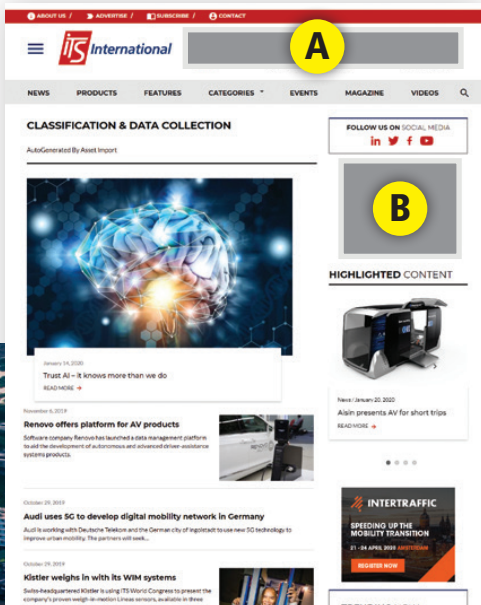 ABOUT US / ADVERTISE / SUBSCRIBE / CONTACT
iTS International
A
NEWS PRODUCTS FEATURES CATEGORIES EVENTS MAGAZINE VIDEOS
CLASSIFICATION & DATA COLLECTION
AutoGenerated By Asset Import
FOLLOW US ON SOCIAL MEDIA
B
January 14, 2020
Trust AI – it knows more than we do
READ MORE
HIGHLIGHTED CONTENT
News / January 20, 2020
Aisin presents AV for short trips
READ MORE
November 6, 2019
Renovo offers platform for AV products
Software company Renovo has launched a data management platform
to aid the development of autonomous and advanced driver-assistance
systems products.
October 29, 2019
Audi uses 5G to develop digital mobility network in Germany
Audi is working with Deutsche Telekom and the German city of Ingolstadt to use new 5G technology to
improve urban mobility. The partners will seek...
October 29, 2019
Kistler weighs in with its WIM systems
Swiss-headquartered Kistler is using ITS World Congress to present the
company's proven weigh-in-motion Lineas sensors, available in three
INTERTRAFFIC
SPEEDING UP THE
MOBILITY TRANSITION
21 - 24 APRIL 2020 AMSTERDAM
REGISTER NOW